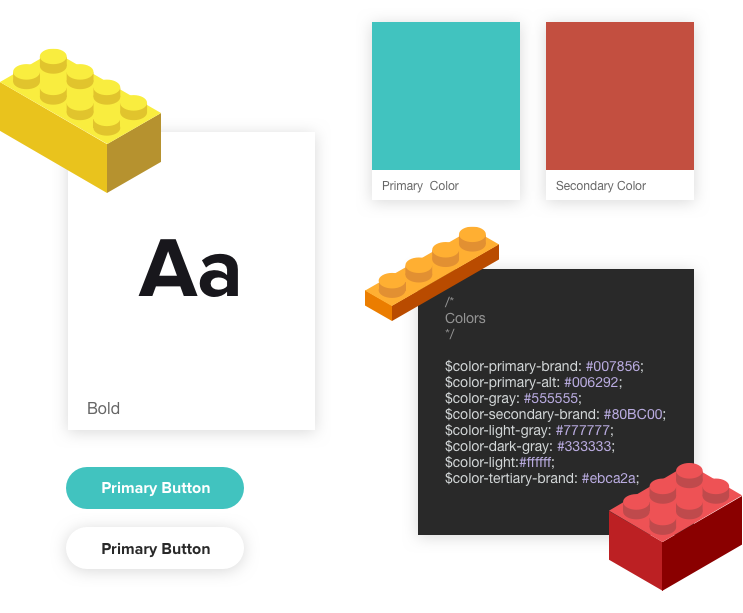 Aa
Bold
Primary Button
Primary Button
Primary  Color
Secondary Color
/*
Colors
*/
$color-primary-brand: #007856;
$color-primary-alt: #006292;
$color-gray: #555555;
$color-secondary-brand: #80BC00;
$color-light-gray: #777777;
$color-dark-gray: #333333;
$color-light:#ffffff;
$color-tertiary-brand: #ebca2a;